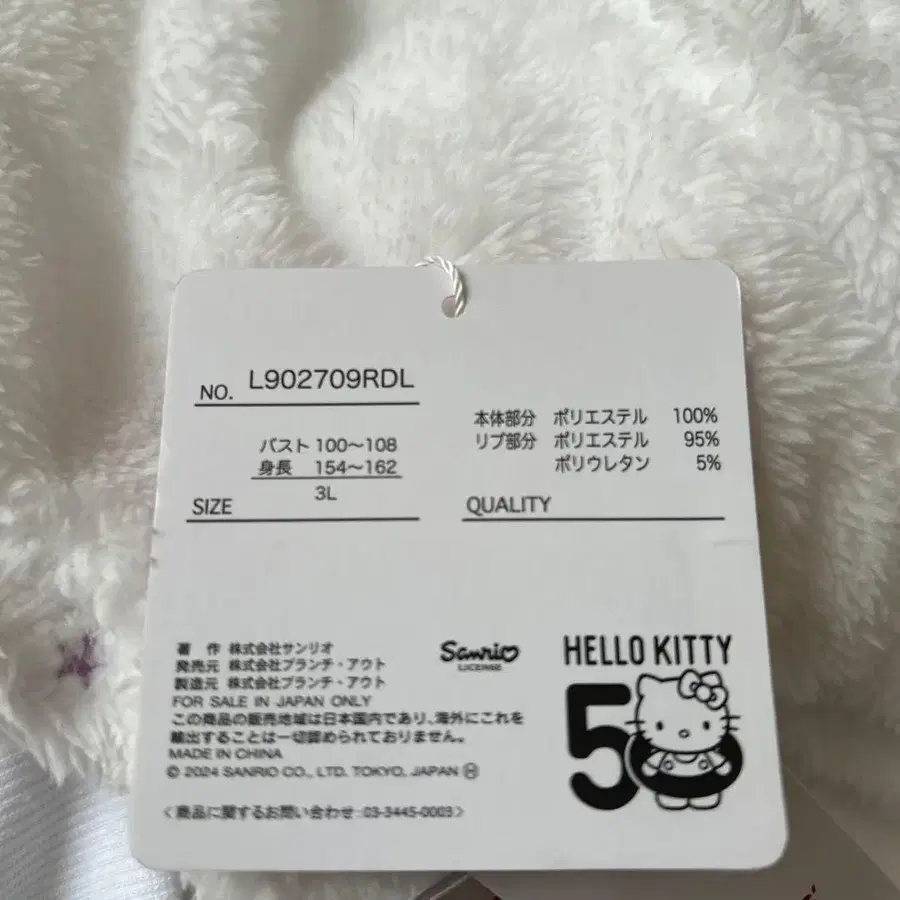 NO. L902709RDL
バスト 100～108
身長 154～162
SIZE 3L
本体部分 ポリエステル 100%
リブ部分 ポリエステル 95%
ポリウレタン 5%
QUALITY
著 作 株式会社サンリオ
発売元 株式会社ブランチ・アウト
製造元 株式会社ブランチ・アウト
FOR SALE IN JAPAN ONLY
この商品の販売地域は日本国内であり、海外にこれを
輸出することは一切認められておりません。
MADE IN CHINA
© 2024 SANRIO CO., LTD. TOKYO, JAPAN Ⓗ
〈商品に関するお問い合わせ:03-3445-0003〉
Sanrio
LICENSE
HELLO KITTY
50